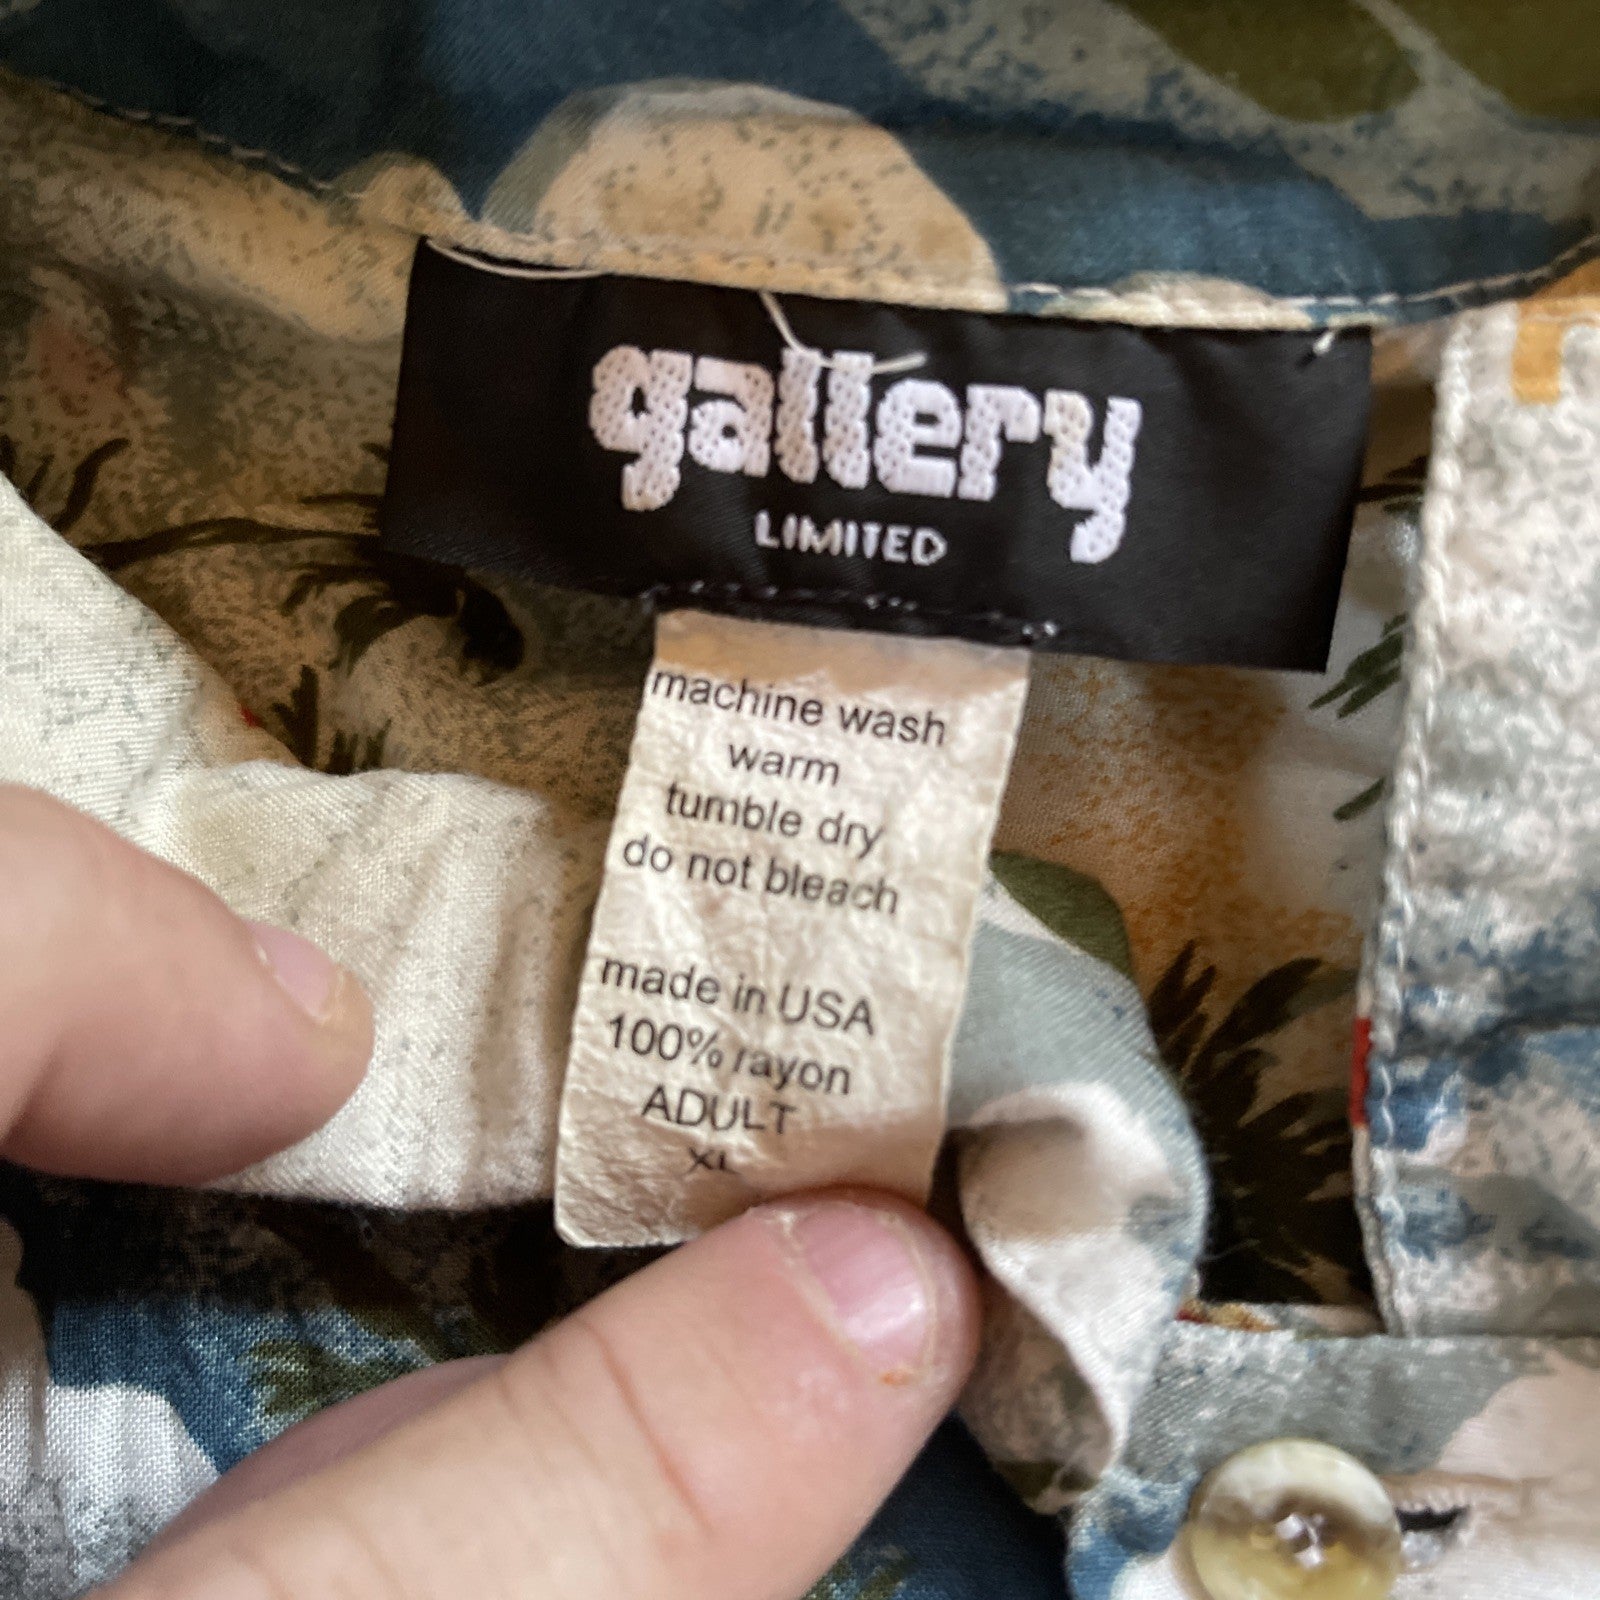 gallery
LIMITED
machine wash
warm
tumble dry
do not bleach
made in USA
100% rayon
ADULT
XL